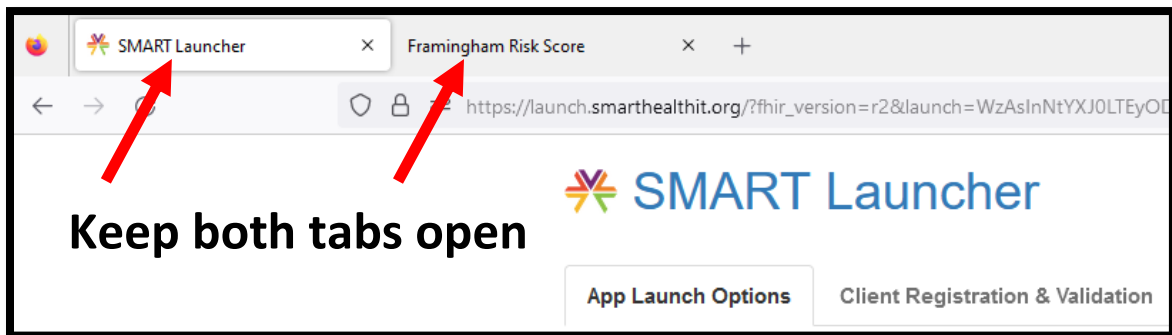 SMART Launcher × Framingham Risk Score × +
https://launch.smarthealthit.org/?fhir_version=r2&launch=WzAsInNtYXJ0LTEyOD
SMART Launcher
Keep both tabs open
App Launch Options Client Registration & Validation